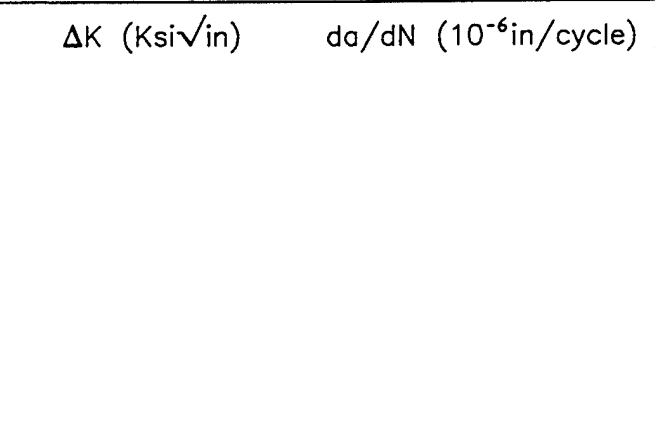 ΔK (Ksi√in) da/dN (10⁻⁶in/cycle)